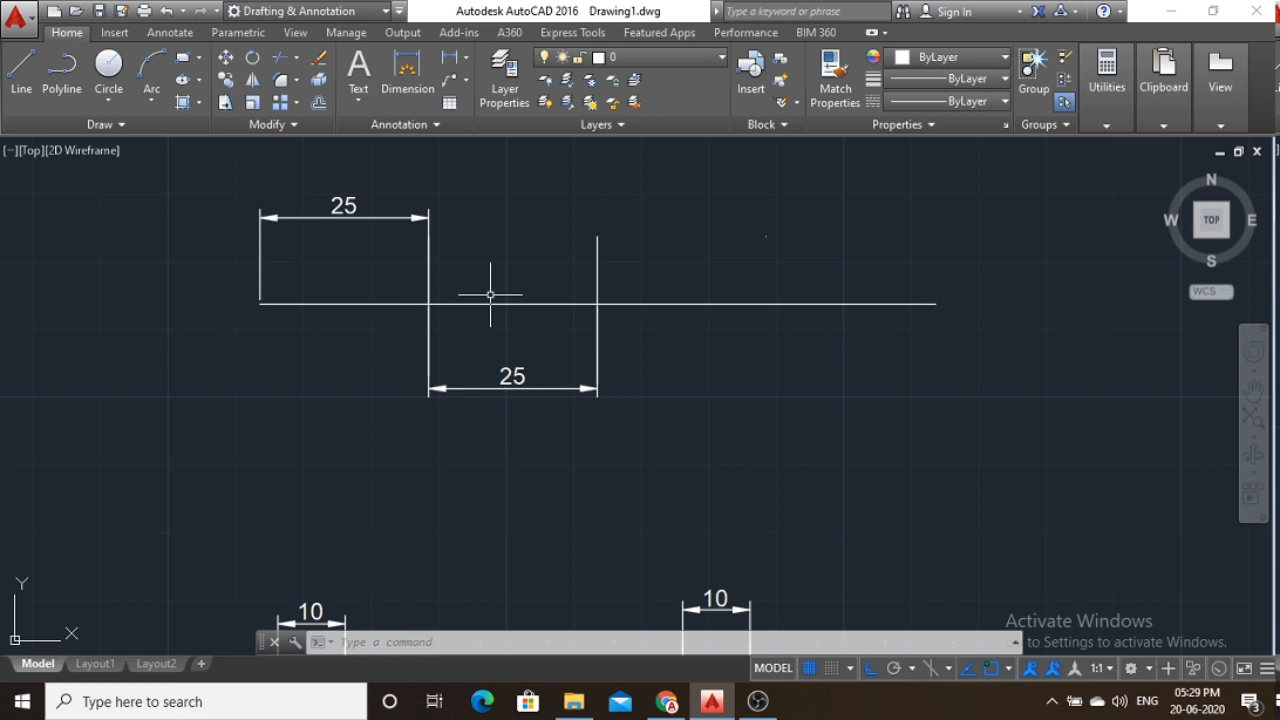 Drafting & Annotation
Autodesk AutoCAD 2016 Drawing1.dwg
Type a keyword or phrase
Sign In
Home Insert Annotate Parametric View Manage Output Add-ins A360 Express Tools Featured Apps Performance BIM 360
Line Polyline Circle Arc
Text Dimension
Layer
Properties
0
Insert
Match
Properties
ByLayer
ByLayer
ByLayer
Group
Utilities
Clipboard
View
Draw Modify Annotation Layers Block Properties Groups
[−][Top][2D Wireframe]
N
W TOP E
S
WCS
25
25
10
10
Y
X
Type a command
Activate Windows
to Settings to activate Windows.
Model Layout1 Layout2
MODEL
1:1
Type here to search
ENG
05:29 PM
20-06-2020
3